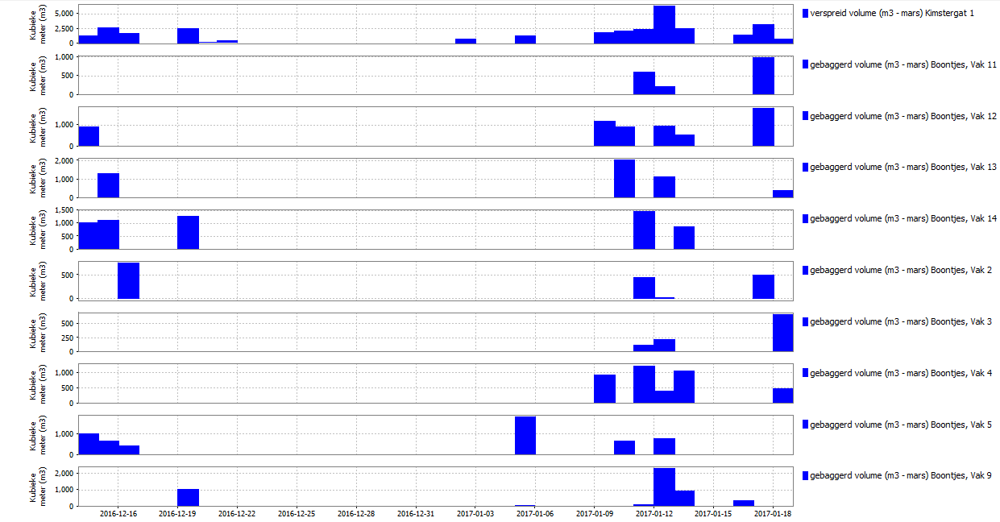 Kubieke
meter (m3)
5,000
2,500
0
verspreid volume (m3 - mars) Kimstergat 1
Kubieke
meter (m3)
1,000
500
0
gebaggerd volume (m3 - mars) Boontjes, Vak 11
Kubieke
meter (m3)
1,000
0
gebaggerd volume (m3 - mars) Boontjes, Vak 12
Kubieke
meter (m3)
2,000
1,000
0
gebaggerd volume (m3 - mars) Boontjes, Vak 13
Kubieke
meter (m3)
1,500
1,000
500
0
gebaggerd volume (m3 - mars) Boontjes, Vak 14
Kubieke
meter (m3)
500
0
gebaggerd volume (m3 - mars) Boontjes, Vak 2
Kubieke
meter (m3)
500
250
0
gebaggerd volume (m3 - mars) Boontjes, Vak 3
Kubieke
meter (m3)
1,000
500
0
gebaggerd volume (m3 - mars) Boontjes, Vak 4
Kubieke
meter (m3)
1,000
0
gebaggerd volume (m3 - mars) Boontjes, Vak 5
Kubieke
meter (m3)
2,000
1,000
0
gebaggerd volume (m3 - mars) Boontjes, Vak 9
2016-12-16 2016-12-19 2016-12-22 2016-12-25 2016-12-28 2016-12-31 2017-01-03 2017-01-06 2017-01-09 2017-01-12 2017-01-15 2017-01-18